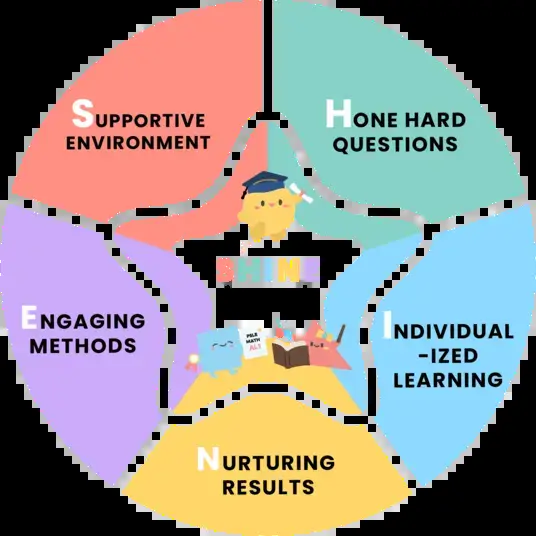 SUPPORTIVE
ENVIRONMENT
HONE HARD
QUESTIONS
SHINE
ENGAGING
METHODS
INDIVIDUAL
-IZED
LEARNING
PSLE
MATH
AL1
NURTURING
RESULTS